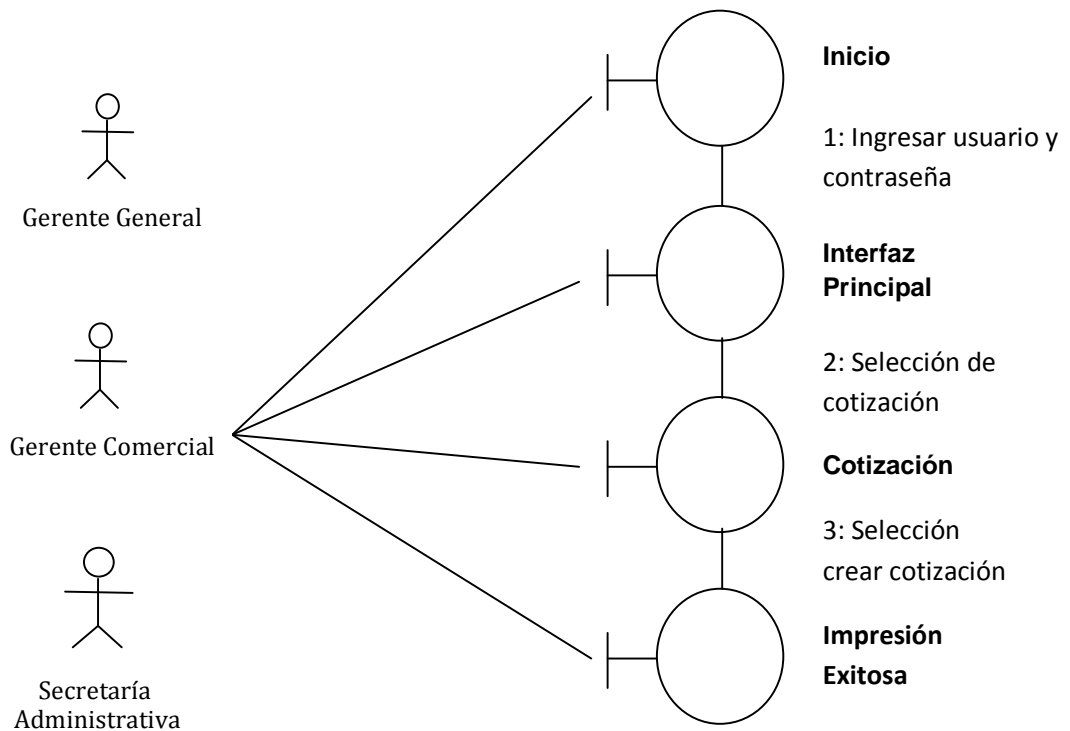 Inicio
1: Ingresar usuario y
contraseña
Gerente General
Interfaz
Principal
2: Selección de
cotización
Gerente Comercial
Cotización
3: Selección
crear cotización
Impresión
Exitosa
Secretaría
Administrativa